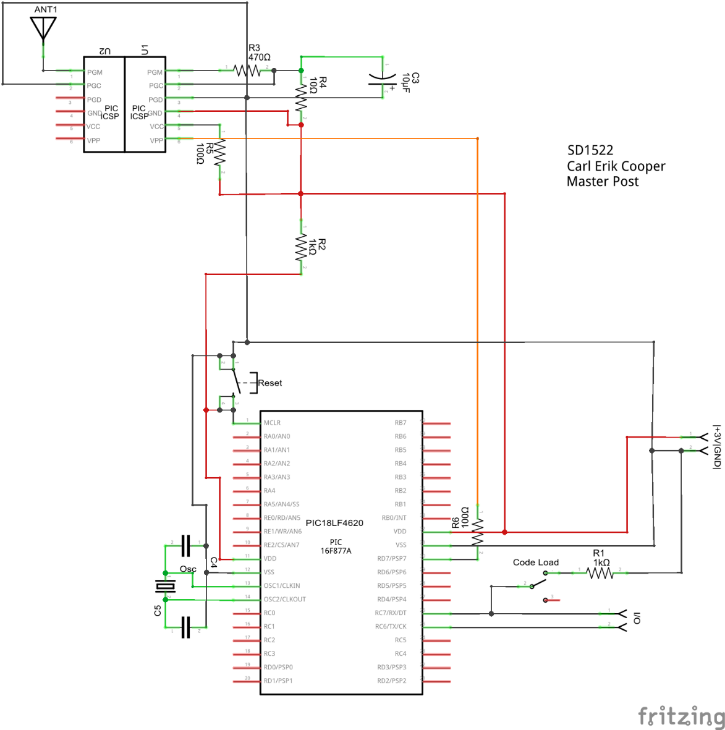 ANT1
U2
U1
R3
470Ω
PGM
PGC
PGD
GND
VCC
VPP
PIC
ICSP
PIC
ICSP
PGM
PGC
PGD
GND
VCC
VPP
R4
10Ω
C3
10µF
+
R5
100Ω
SD1522
Carl Erik Cooper
Master Post
R2
1kΩ
Reset
MCLR
RA0/AN0
RA1/AN1
RA2/AN2
RA3/AN3
RA4
RA5/AN4/SS
RE0/RD/AN5
RE1/WR/AN6
RE2/CS/AN7
VDD
VSS
OSC1/CLKIN
OSC2/CLKOUT
RC0
RC1
RC2
RC3
RD0/PSP0
RD1/PSP1
PIC18LF4620
PIC
16F877A
RB7
RB6
RB5
RB4
RB3
RB2
RB1
RB0/INT
VDD
VSS
RD7/PSP7
RD6/PSP6
RD5/PSP5
RD4/PSP4
RC7/RX/DT
RC6/TX/CK
RC5
RC4
RD3/PSP3
RD2/PSP2
R6
100Ω
|+3V|GND|
Code Load
R1
1kΩ
I/O
C4
Osc
C5
fritzing